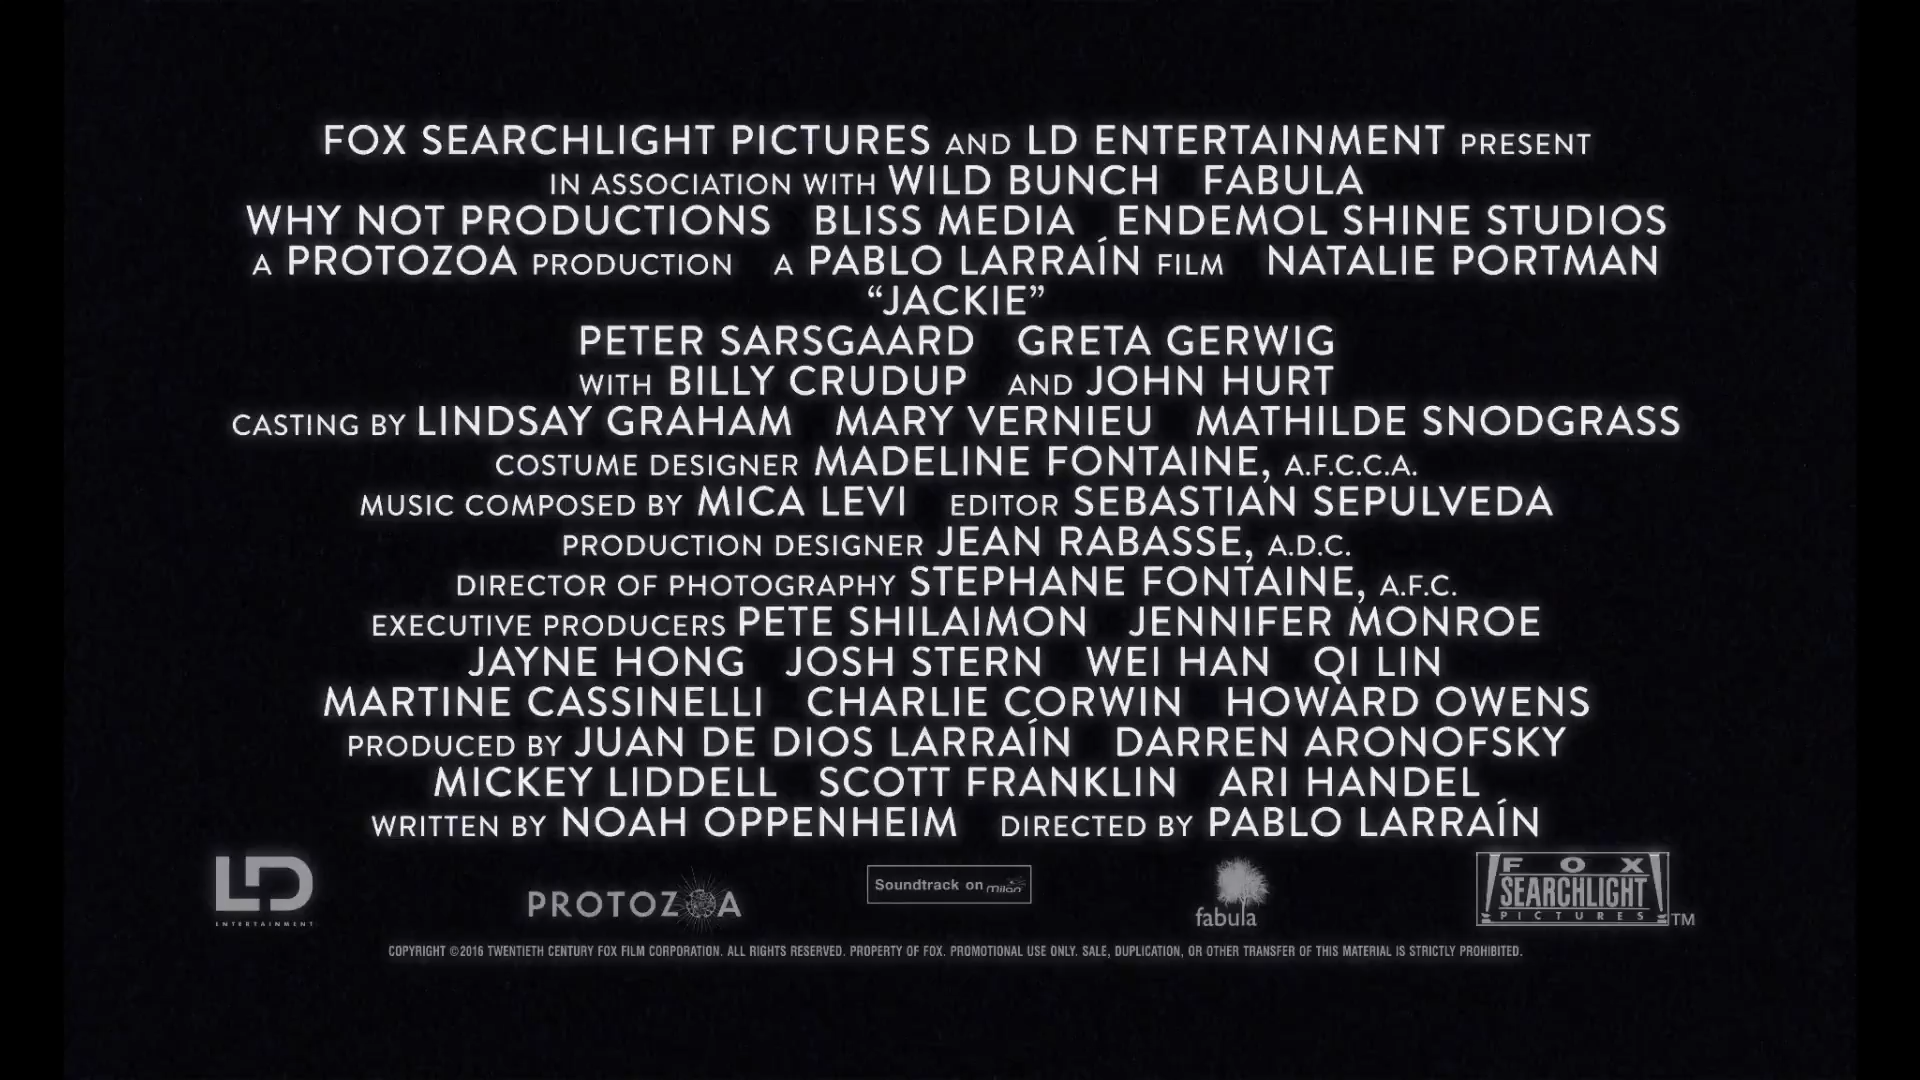 FOX SEARCHLIGHT PICTURES AND LD ENTERTAINMENT PRESENT
IN ASSOCIATION WITH WILD BUNCH FABULA
WHY NOT PRODUCTIONS BLISS MEDIA ENDEMOL SHINE STUDIOS
A PROTOZOA PRODUCTION A PABLO LARRAÍN FILM NATALIE PORTMAN
“JACKIE”
PETER SARSGAARD GRETA GERWIG
WITH BILLY CRUDUP AND JOHN HURT
CASTING BY LINDSAY GRAHAM MARY VERNIEU MATHILDE SNODGRASS
COSTUME DESIGNER MADELINE FONTAINE, A.F.C.C.A.
MUSIC COMPOSED BY MICA LEVI EDITOR SEBASTIAN SEPULVEDA
PRODUCTION DESIGNER JEAN RABASSE, A.D.C.
DIRECTOR OF PHOTOGRAPHY STEPHANE FONTAINE, A.F.C.
EXECUTIVE PRODUCERS PETE SHILAIMON JENNIFER MONROE
JAYNE HONG JOSH STERN WEI HAN QI LIN
MARTINE CASSINELLI CHARLIE CORWIN HOWARD OWENS
PRODUCED BY JUAN DE DIOS LARRAÍN DARREN ARONOFSKY
MICKEY LIDDELL SCOTT FRANKLIN ARI HANDEL
WRITTEN BY NOAH OPPENHEIM DIRECTED BY PABLO LARRAÍN
LD
ENTERTAINMENT
PROTOZOA
Soundtrack on milan
fabula
FOX
SEARCHLIGHT
PICTURES TM
COPYRIGHT ©2016 TWENTIETH CENTURY FOX FILM CORPORATION. ALL RIGHTS RESERVED. PROPERTY OF FOX. PROMOTIONAL USE ONLY. SALE, DUPLICATION, OR OTHER TRANSFER OF THIS MATERIAL IS STRICTLY PROHIBITED.